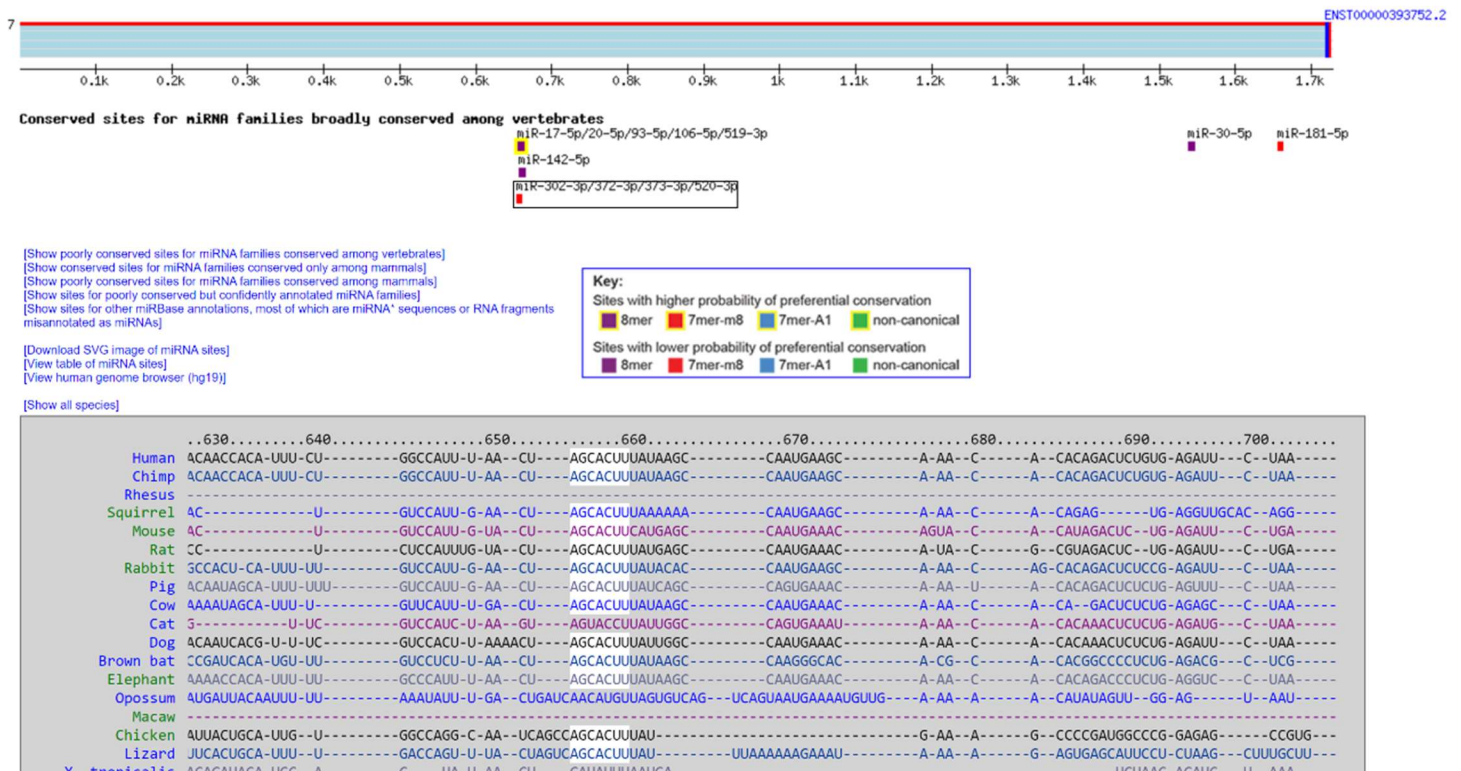 ENST00000393752.2
7
0.1k 0.2k 0.3k 0.4k 0.5k 0.6k 0.7k 0.8k 0.9k 1k 1.1k 1.2k 1.3k 1.4k 1.5k 1.6k 1.7k
Conserved sites for miRNA families broadly conserved among vertebrates
miR-17-5p/20-5p/93-5p/106-5p/519-3p miR-30-5p miR-181-5p
miR-142-5p
miR-302-3p/372-3p/373-3p/520-3p
[Show poorly conserved sites for miRNA families conserved among vertebrates]
[Show conserved sites for miRNA families conserved only among mammals]
[Show poorly conserved sites for miRNA families conserved among mammals]
[Show sites for poorly conserved but confidently annotated miRNA families]
[Show sites for other miRBase annotations, most of which are miRNA* sequences or RNA fragments
misannotated as miRNAs]
[Download SVG image of miRNA sites]
[View table of miRNA sites]
[View human genome browser (hg19)]
[Show all species]
Key:
Sites with higher probability of preferential conservation
8mer 7mer-m8 7mer-A1 non-canonical
Sites with lower probability of preferential conservation
8mer 7mer-m8 7mer-A1 non-canonical
..630.........640..............650...........660............670..............680............690.........700........
Human ACAACCACA-UUU-CU--------GGCCAUU-U-AA--CU----AGCACUUUAUAAGC--------CAAUGAAGC--------A-AA--C------A--CACAGACUCUGUG-AGAUU---C--UAA-----
Chimp ACAACCACA-UUU-CU--------GGCCAUU-U-AA--CU----AGCACUUUAUAAGC--------CAAUGAAGC--------A-AA--C------A--CACAGACUCUGUG-AGAUU---C--UAA-----
Rhesus
Squirrel AC-------------U--------GUCCAUU-G-AA--CU----AGCACUUUAAAAAA--------CAAUGAAGC--------A-AA--C------A--CAGAG------UG-AGGUUGCAC--AGG-----
Mouse AC-------------U--------GUCCAUU-G-UA--CU----AGCACUUCAUGAGC--------CAAUGAAAC--------AGUA--C------A--CAUAGACUC--UG-AGAUU---C--UGA-----
Rat CC-------------U--------CUCCAUUUG-UA--CU----AGCACUUUAUGAGC--------CAAUGAAAC--------A-UA--C------G--CGUAGACUC--UG-AGAUU---C--UGA-----
Rabbit GCCACU-CA-UUU-UU--------GUCCAUU-G-AA--CU----AGCACUUUAUACAC--------CAAUGAAGC--------A-AA--C------AG-CACAGACUCUCCG-AGAUU---C--UAA-----
Pig ACAAUAGCA-UUU-UUU-------GUCCAUU-G-AA--CU----AGCACUUUAUCAGC--------CAGUGAAAC--------A-AA--U------A--CACAGACUCUCUG-AGUUU---C--UAA-----
Cow AAAAUAGCA-UUU-U---------GUUCAUU-U-GA--CU----AGCACUUUAUAAGC--------CAAUGAAAC--------A-AA--C------A--CA--GACUCUCUG-AGAGC---C--UAA-----
Cat G----------U-UC---------GUCCAUC-U-AA--GU----AGUACCUUAUUGGC--------CAGUGAAAU--------A-AA--C------A--CACAAACUCUCUG-AGAUG---C--UAA-----
Dog ACAAUCACG-U-U-UC--------GUCCACU-U-AAAACU----AGCACUUUAUUGGC--------CAAUGAAAC--------A-AA--C------A--CACAAACUCUCUG-AGAUU---C--UAA-----
Brown bat CCGAUCACA-UGU-UU--------GUCCUCU-U-AA--CU----AGCACUUUAUAAGC--------CAAGGGCAC--------A-CG--C------A--CACGGCCCCUCUG-AGACG---C--UCG-----
Elephant AAAACCACA-UUU-UU--------GCCCAUU-U-AA--CU----AGCACUUUAUAAGC--------CAAUGAAAC--------A-AA--C------A--CACAGACCCUCUG-AGGUC---C--UAA-----
Opossum AUGAUUACAAUUU-UU--------AAAUAUU-U-GA--CUGAUCAACAUGUUAGUGUCAG---UCAGUAAUGAAAAUGUUG----A-AA--A------A--CAUAUAGUU--GG-AG------U--AAU-----
Macaw
Chicken AUUACUGCA-UUG--U--------GGCCAGG-C-AA--UCAGCCAGCACUUUAU-------------------------G-AA--A------G--CCCCGAUGGCCCG-GAGAG------CCGUG---
Lizard UUCACUGCA-UUU--U--------GACCAGU-U-AA--CUAGUCAGCACUUUAU-------UUAAAAAAGAAAU--------A-AA--C------G--AGUGAGCAUUCCU-CUAAG---CUUUGCUU---